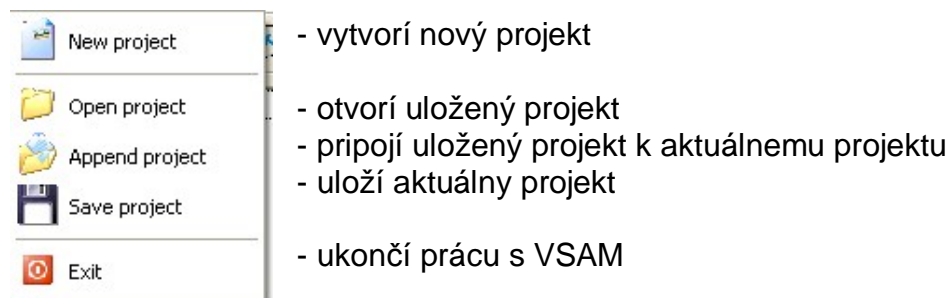 New project - vytvorí nový projekt
Open project - otvorí uložený projekt
Append project - pripojí uložený projekt k aktuálnemu projektu
Save project - uloží aktuálny projekt
Exit - ukončí prácu s VSAM